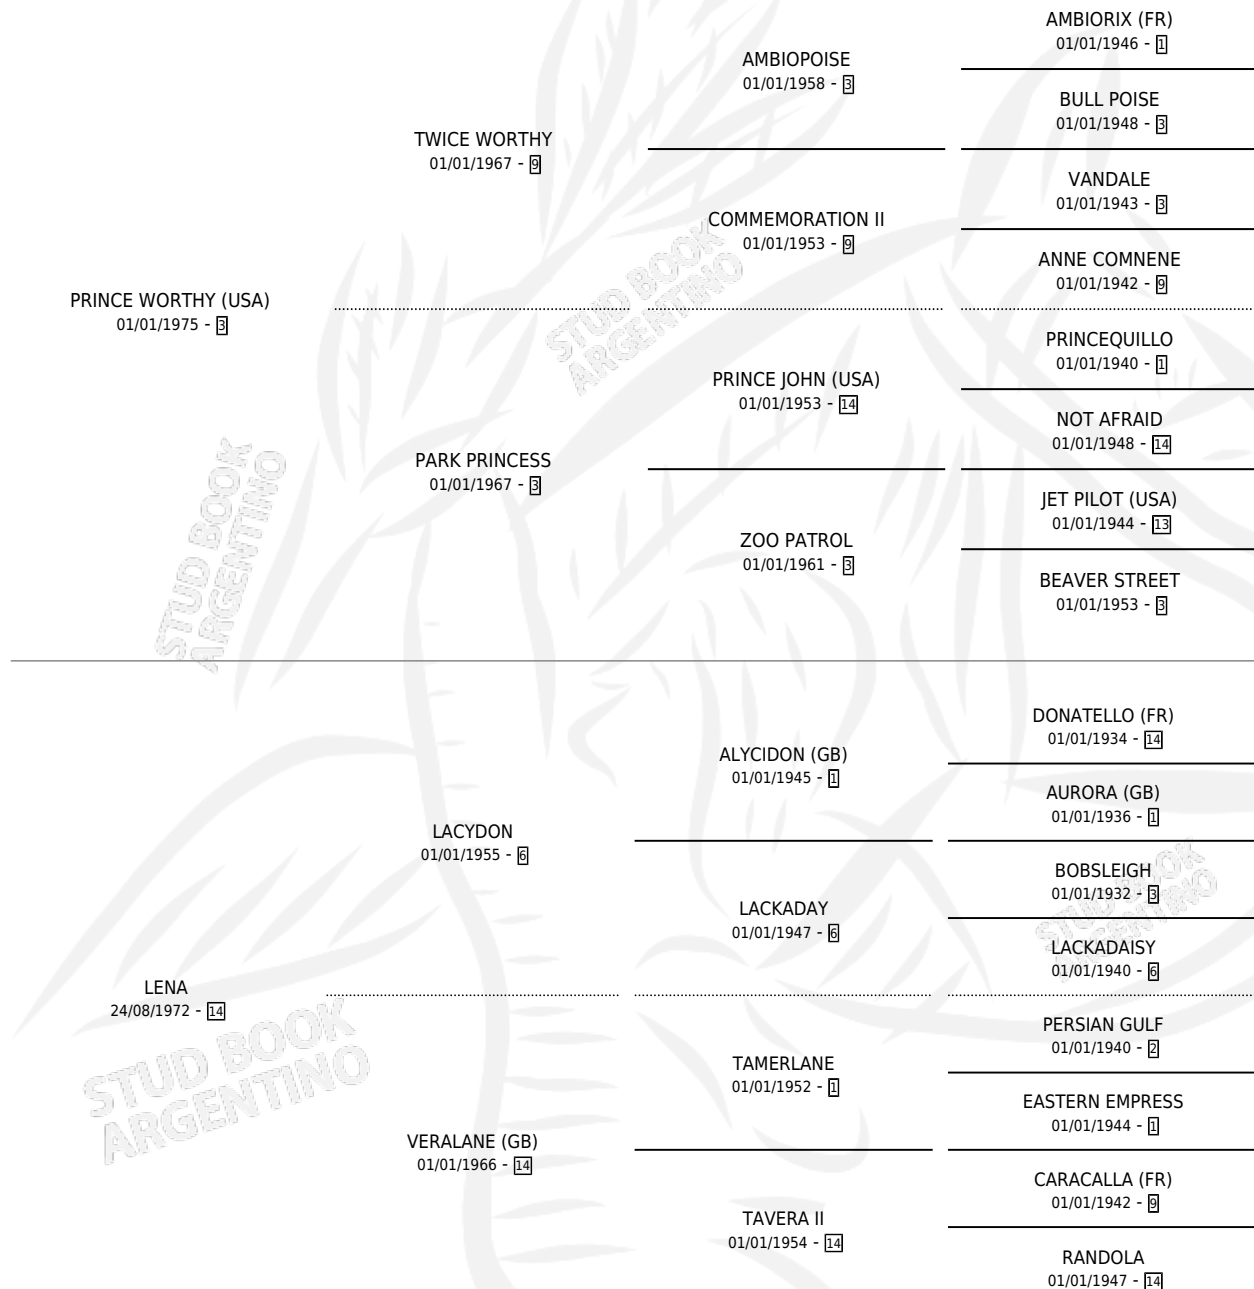 AMBIORIX (FR)
01/01/1946 - 1
AMBIOPOISE
01/01/1958 - 3
BULL POISE
01/01/1948 - 3
TWICE WORTHY
01/01/1967 - 9
VANDALE
01/01/1943 - 3
COMMEMORATION II
01/01/1953 - 9
ANNE COMNENE
01/01/1942 - 9
PRINCE WORTHY (USA)
01/01/1975 - 3
STUD BOOK
ARGENTINO
PRINCEQUILLO
01/01/1940 - 1
PRINCE JOHN (USA)
01/01/1953 - 14
NOT AFRAID
01/01/1948 - 14
PARK PRINCESS
01/01/1967 - 3
JET PILOT (USA)
01/01/1944 - 13
ZOO PATROL
01/01/1961 - 3
BEAVER STREET
01/01/1953 - 3
STUD BOOK
ARGENTINO
DONATELLO (FR)
01/01/1934 - 14
ALYCIDON (GB)
01/01/1945 - 1
AURORA (GB)
01/01/1936 - 1
LACYDON
01/01/1955 - 6
BOBSLEIGH
01/01/1932 - 3
LACKADAY
01/01/1947 - 6
STUD BOOK
ARGENTINO
LACKADAISY
01/01/1940 - 6
LENA
24/08/1972 - 14
STUD BOOK
ARGENTINO
PERSIAN GULF
01/01/1940 - 2
TAMERLANE
01/01/1952 - 1
EASTERN EMPRESS
01/01/1944 - 1
VERALANE (GB)
01/01/1966 - 14
CARACALLA (FR)
01/01/1942 - 9
TAVERA II
01/01/1954 - 14
RANDOLA
01/01/1947 - 14